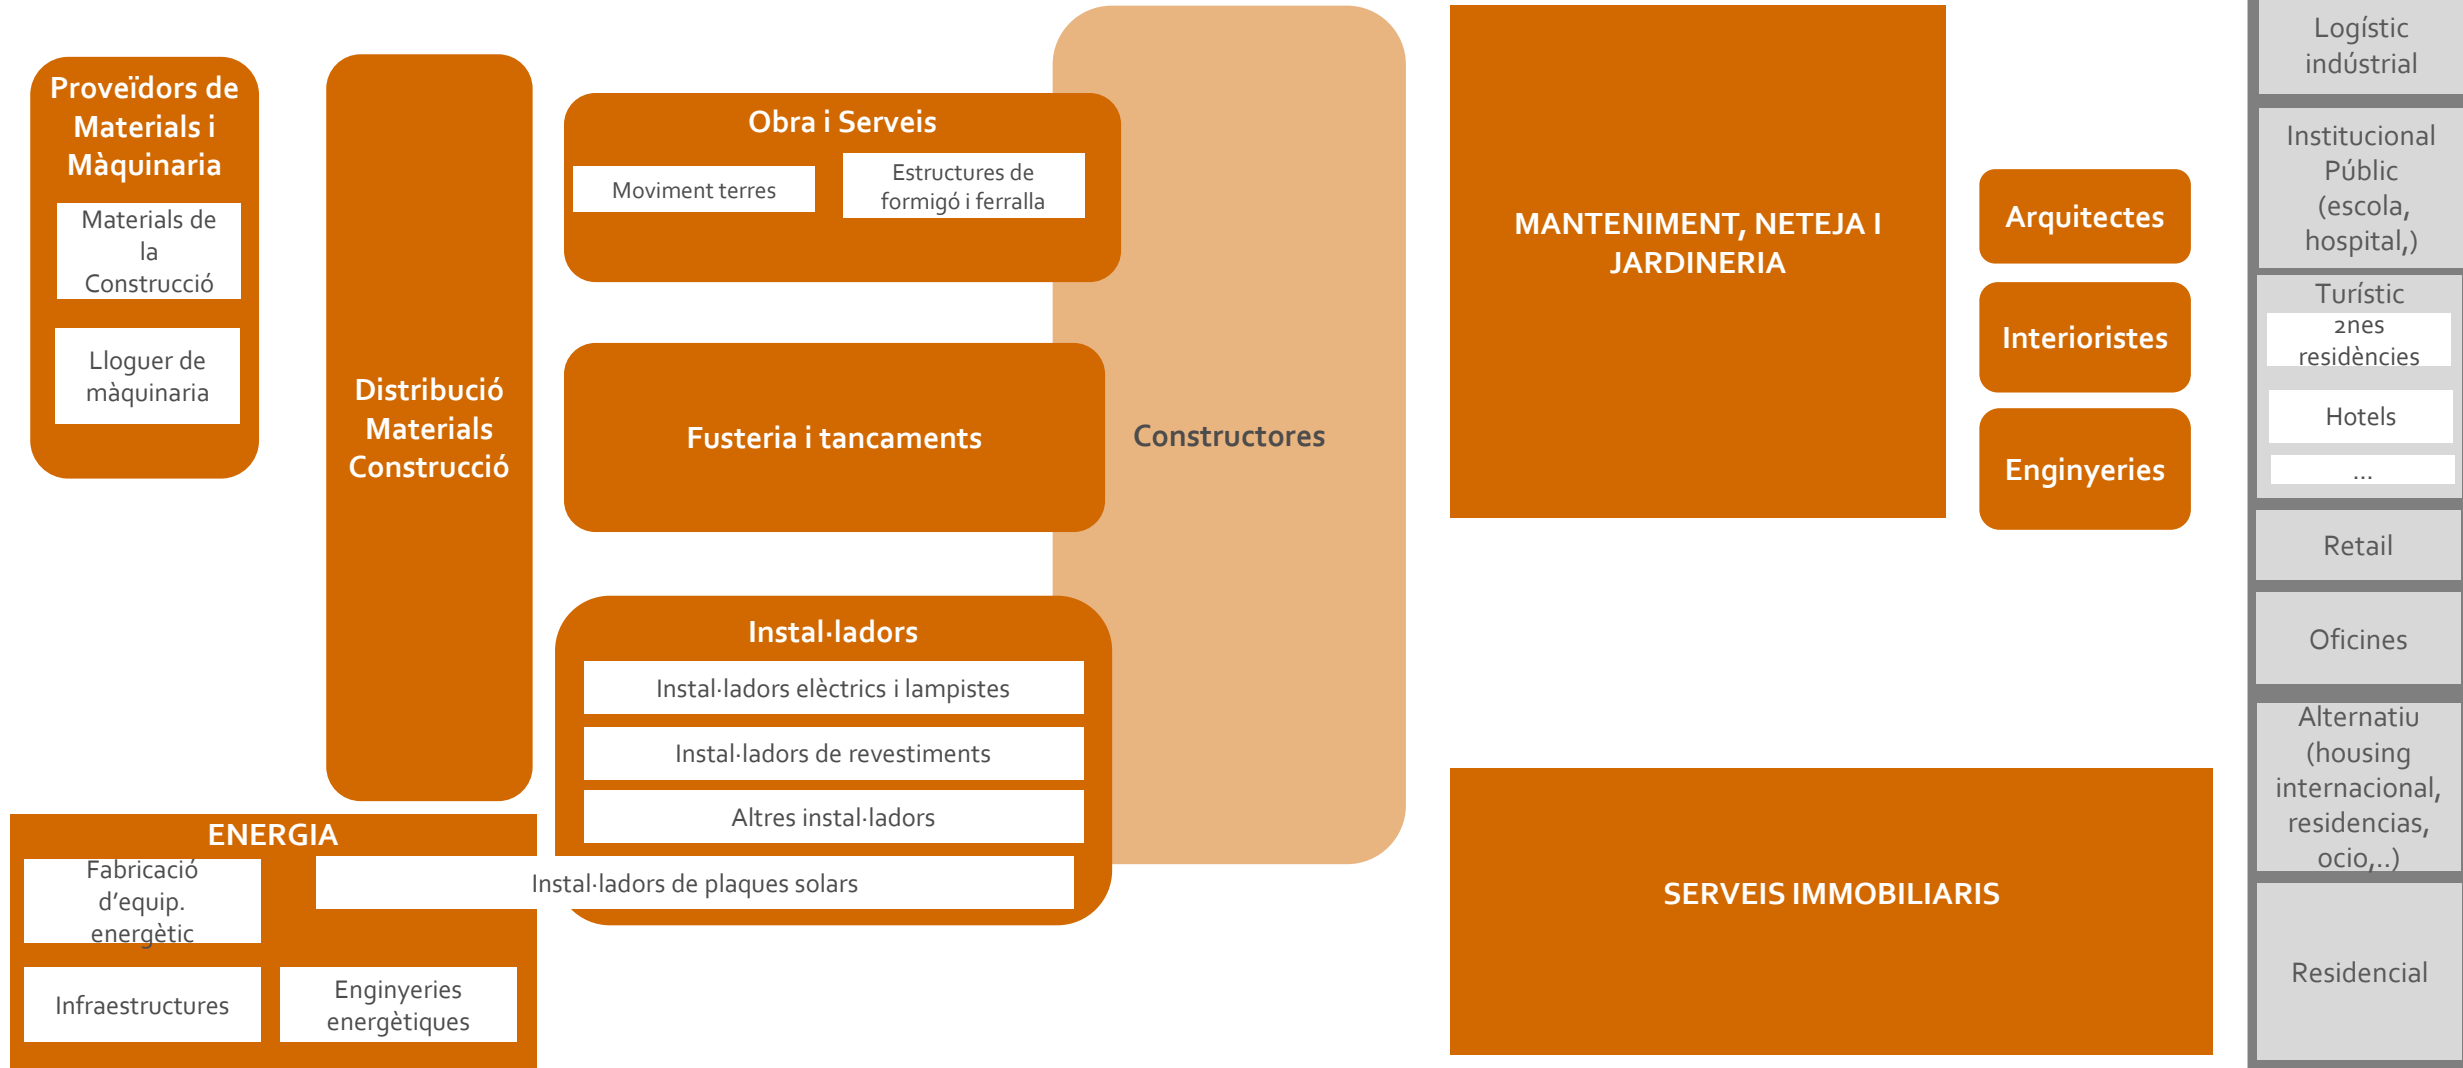 Proveïdors de
Materials i
Màquinaria
Materials de
la
Construcció
Lloguer de
màquinaria
Distribució
Materials
Construcció
Obra i Serveis
Moviment terres
Estructures de
formigó i ferralla
Fusteria i tancaments
Constructores
Instal·ladors
Instal·ladors elèctrics i lampistes
Instal·ladors de revestiments
Altres instal·ladors
Instal·ladors de plaques solars
ENERGIA
Fabricació
d'equip.
energètic
Infraestructures
Enginyeries
energètiques
MANTENIMENT, NETEJA I
JARDINERIA
Arquitectes
Interioristes
Enginyeries
SERVEIS IMMOBILIARIS
Logístic
indústrial
Institucional
Públic
(escola,
hospital,)
Turístic
2nes
residències
Hotels
...
Retail
Oficines
Alternatiu
(housing
internacional,
residencias,
ocio,..)
Residencial